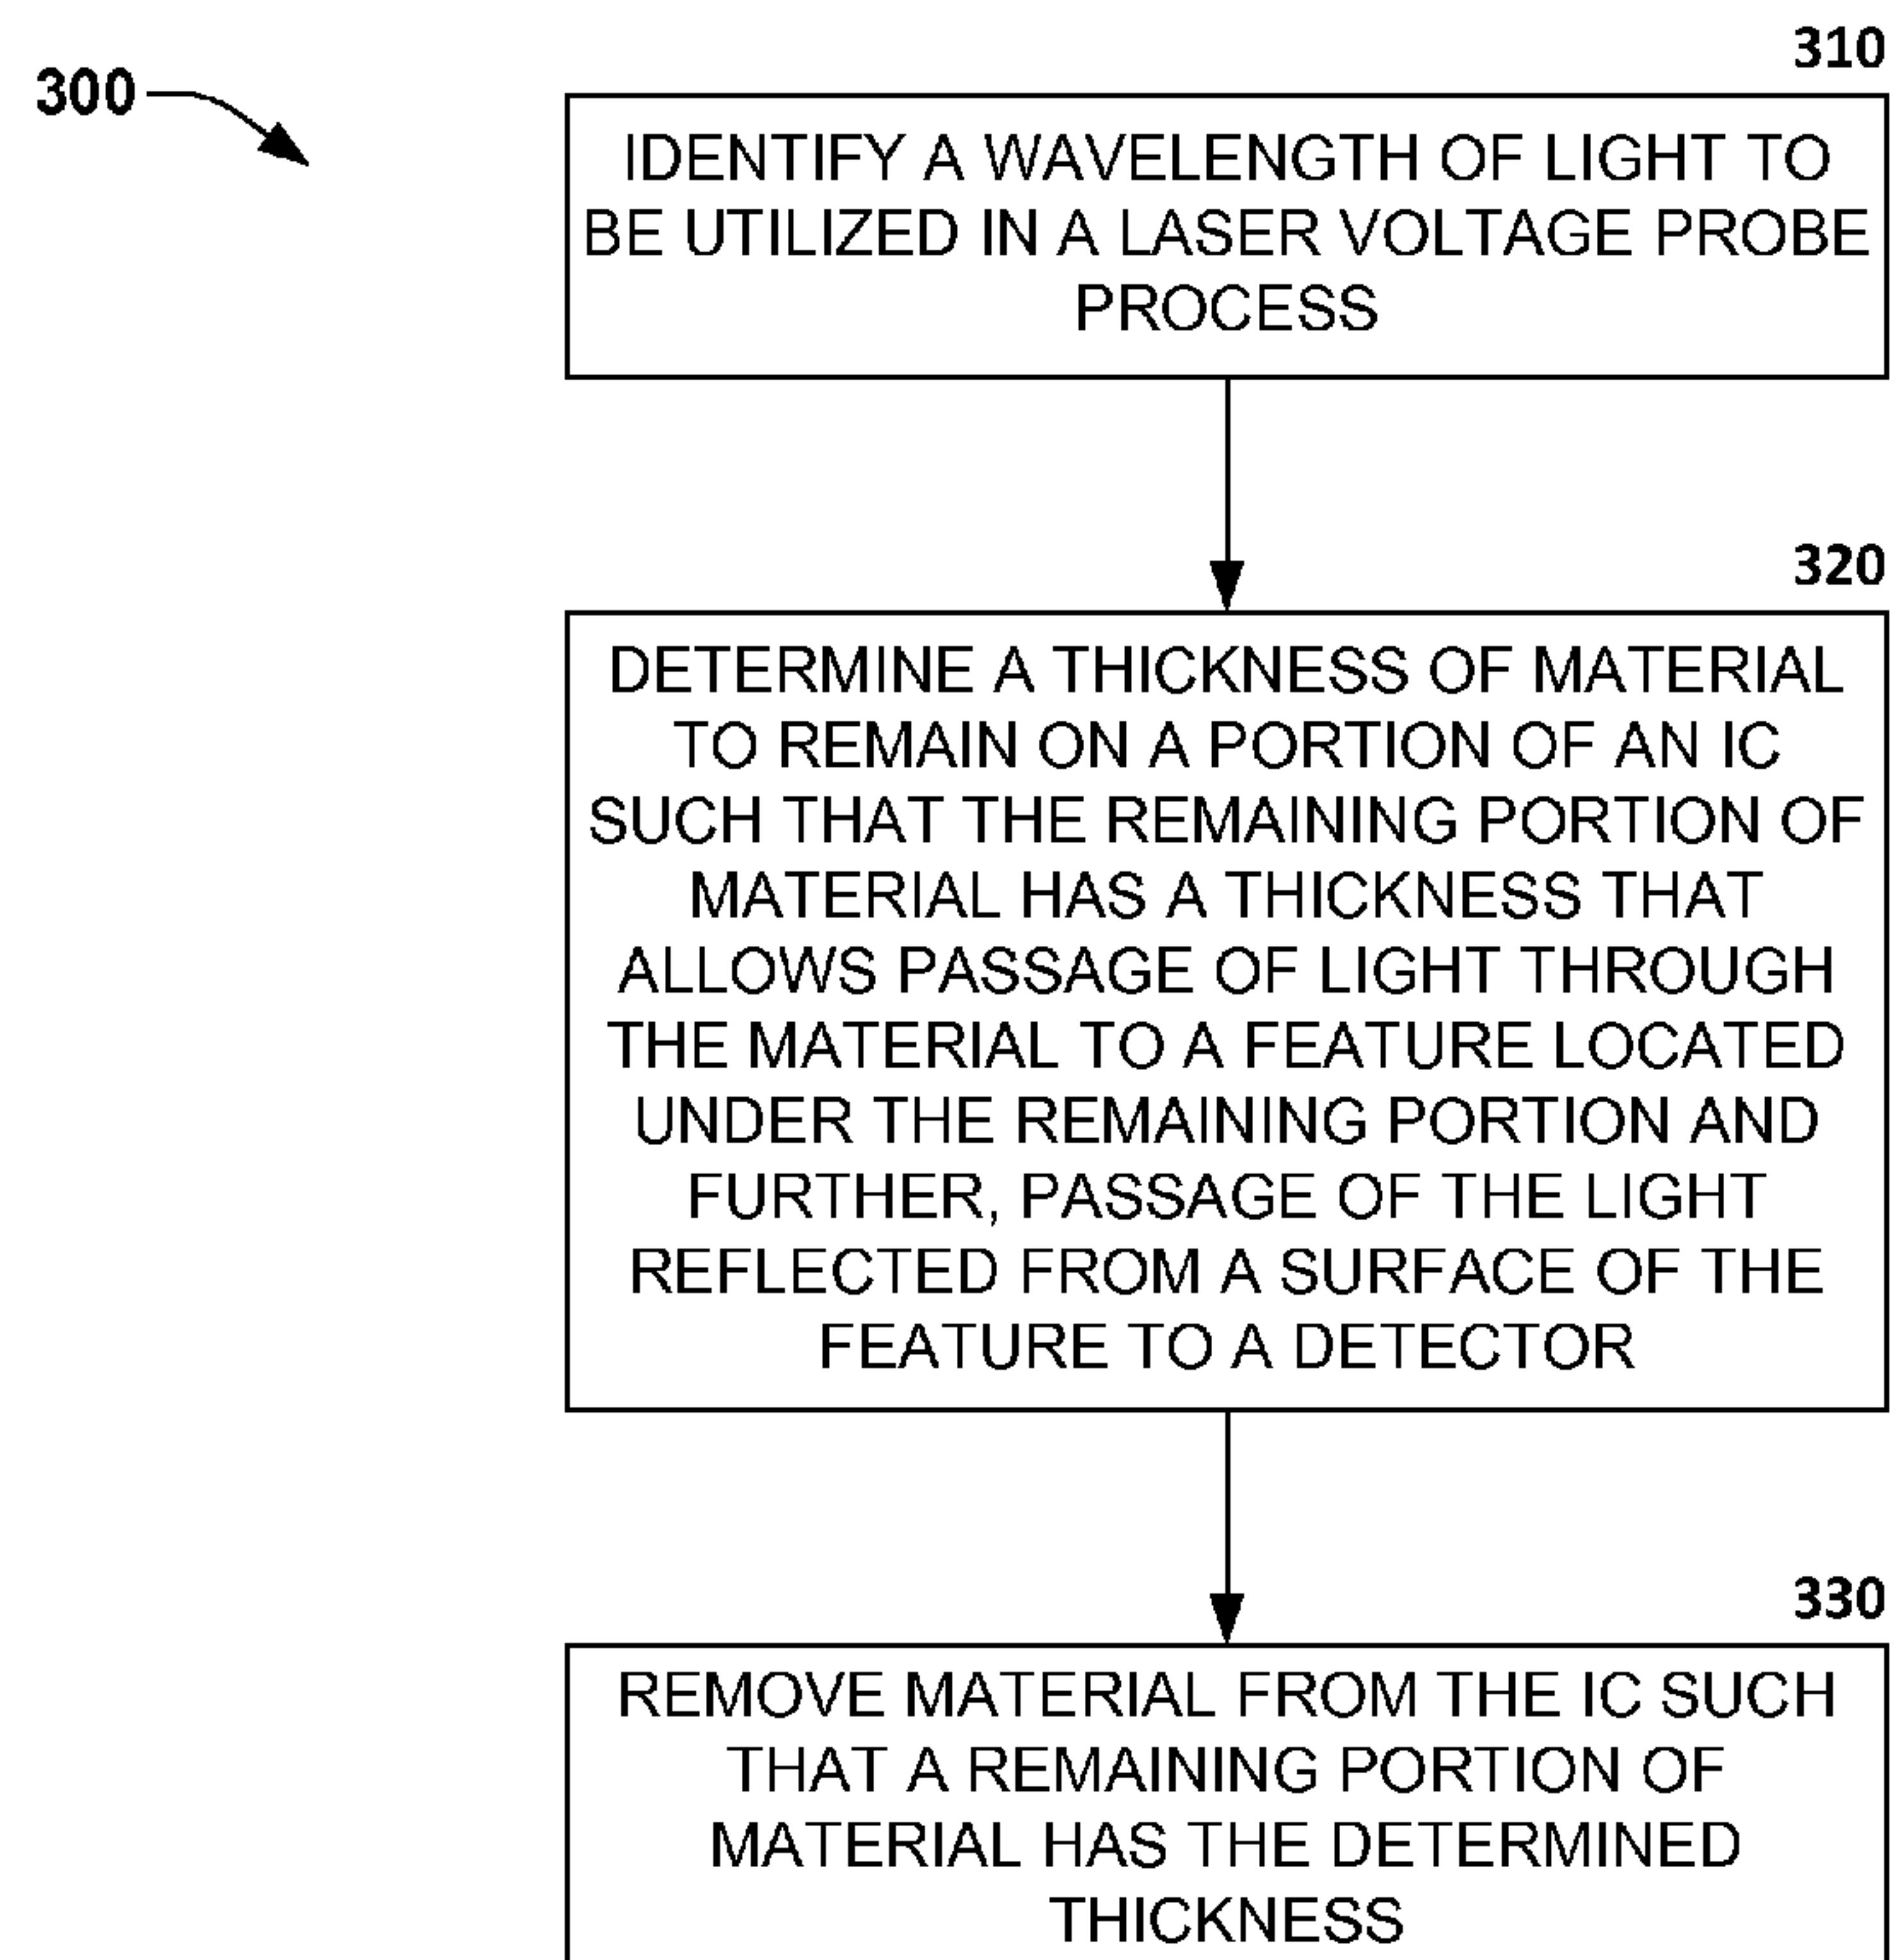 300
310
IDENTIFY A WAVELENGTH OF LIGHT TO
BE UTILIZED IN A LASER VOLTAGE PROBE
PROCESS
320
DETERMINE A THICKNESS OF MATERIAL
TO REMAIN ON A PORTION OF AN IC
SUCH THAT THE REMAINING PORTION OF
MATERIAL HAS A THICKNESS THAT
ALLOWS PASSAGE OF LIGHT THROUGH
THE MATERIAL TO A FEATURE LOCATED
UNDER THE REMAINING PORTION AND
FURTHER, PASSAGE OF THE LIGHT
REFLECTED FROM A SURFACE OF THE
FEATURE TO A DETECTOR
330
REMOVE MATERIAL FROM THE IC SUCH
THAT A REMAINING PORTION OF
MATERIAL HAS THE DETERMINED
THICKNESS